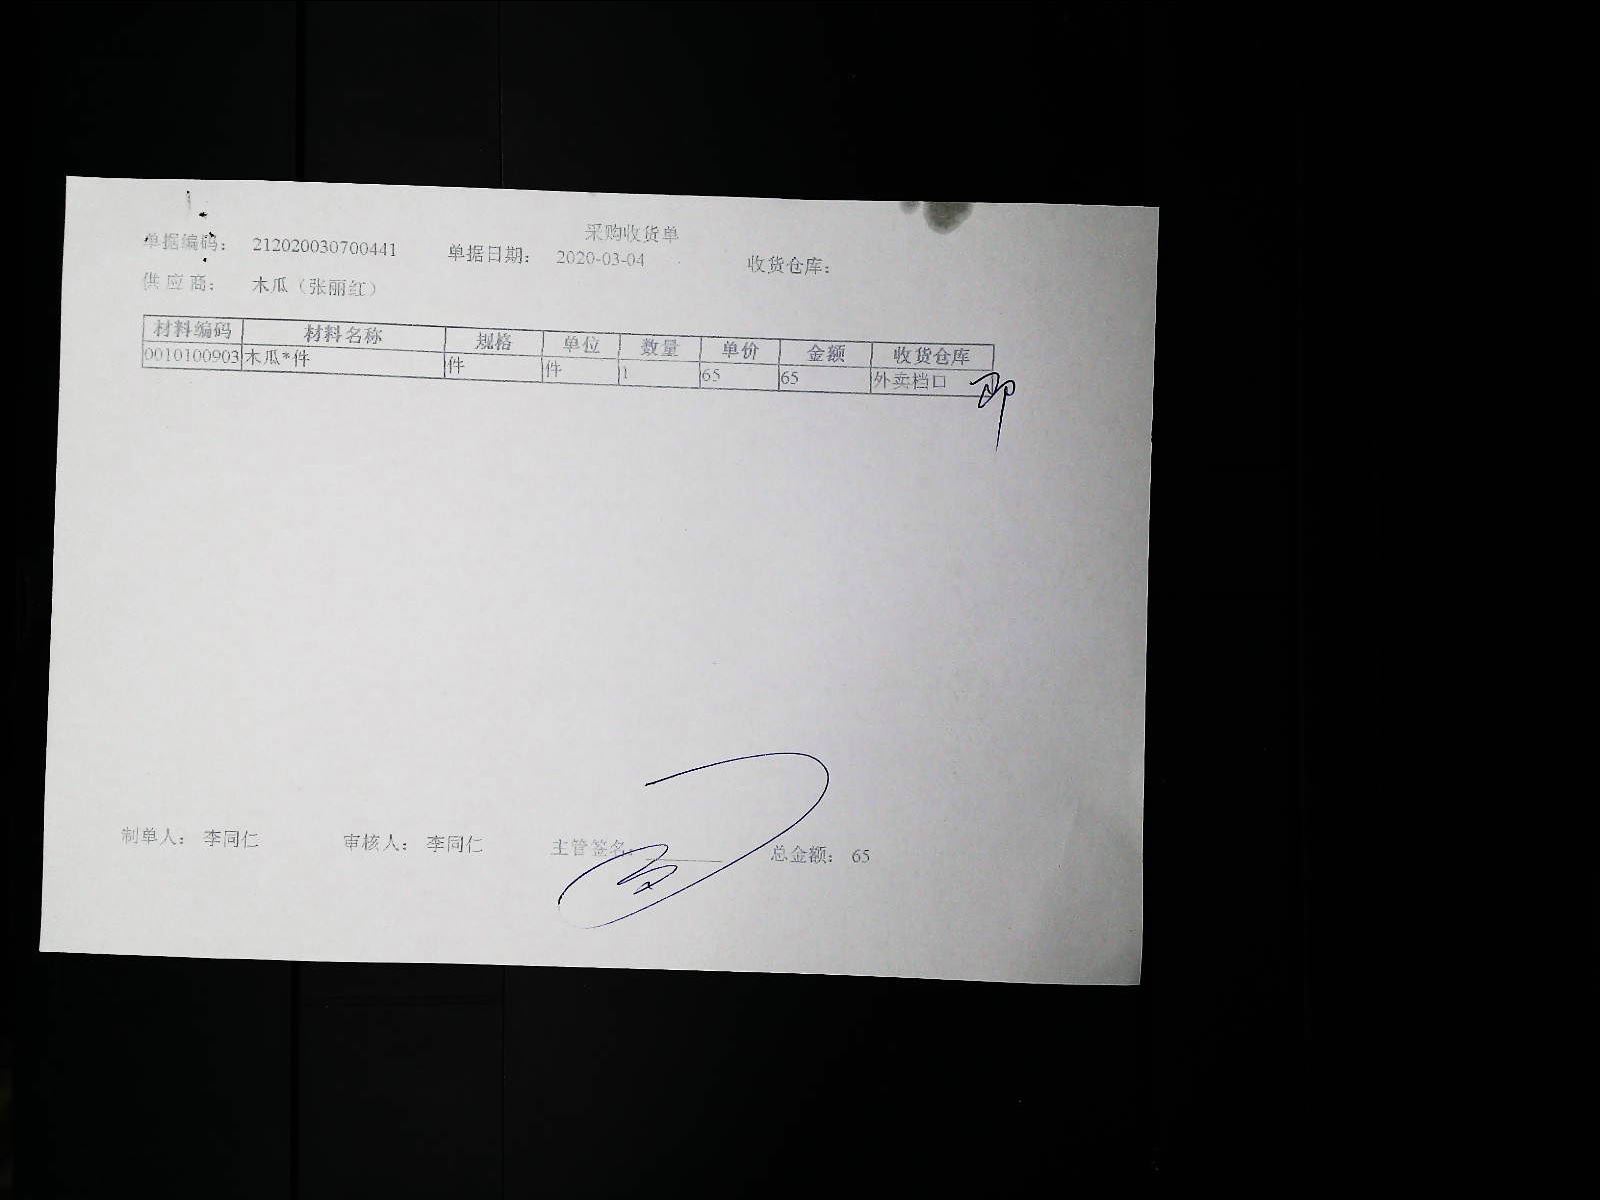 采购收货单
单据编码: 212020030700441 单据日期: 2020-03-04 收货仓库:
供应商: 木瓜（张丽红）
材料编码 材料名称 规格 单位 数量 单价 金额 收货仓库
0010100903 木瓜*件 件 件 1 65 65 外卖档口
制单人: 李同仁 审核人: 李同仁 主管签名: 总金额: 65